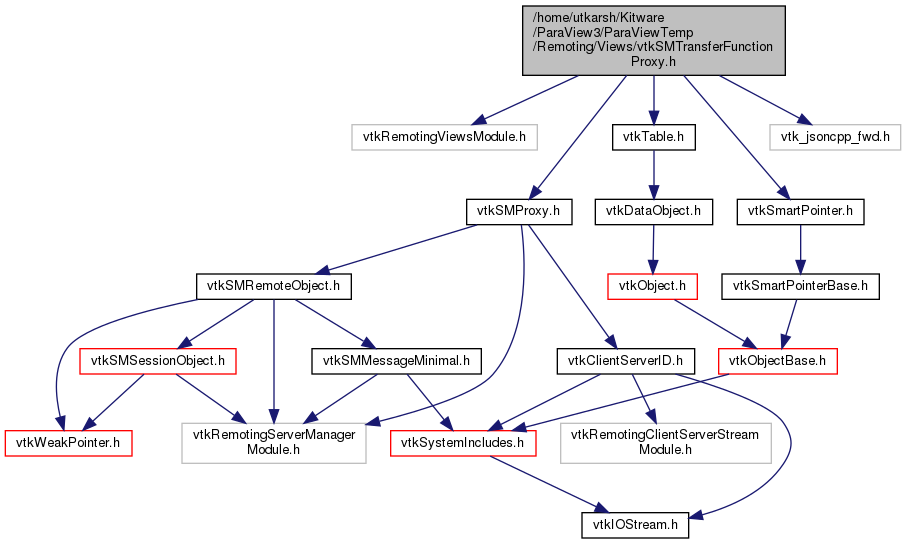 /home/utkarsh/Kitware
/ParaView3/ParaViewTemp
/Remoting/Views/vtkSMTransferFunction
Proxy.h
vtkRemotingViewsModule.h
vtkTable.h
vtk_jsoncpp_fwd.h
vtkSMProxy.h
vtkDataObject.h
vtkSmartPointer.h
vtkSMRemoteObject.h
vtkObject.h
vtkSmartPointerBase.h
vtkSMSessionObject.h
vtkSMMessageMinimal.h
vtkClientServerID.h
vtkObjectBase.h
vtkWeakPointer.h
vtkRemotingServerManager
Module.h
vtkSystemIncludes.h
vtkRemotingClientServerStream
Module.h
vtkIOStream.h